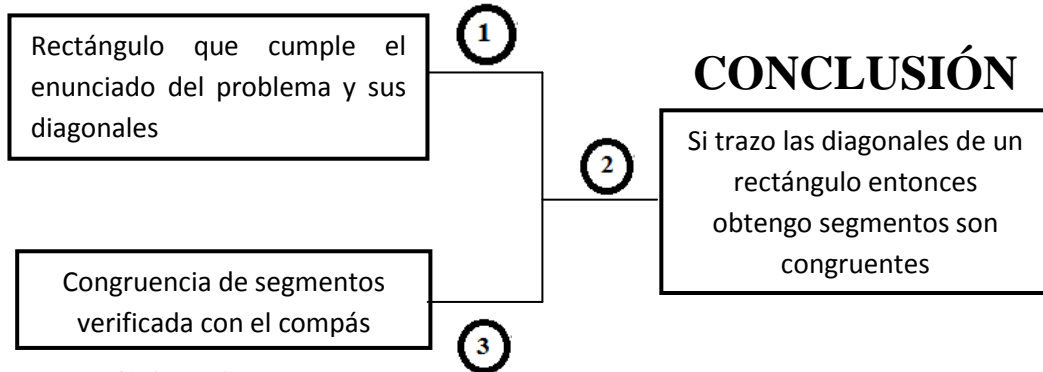 1
Rectángulo que cumple el
enunciado del problema y sus
diagonales
CONCLUSIÓN
2
Si trazo las diagonales de un
rectángulo entonces
obtengo segmentos son
congruentes
Congruencia de segmentos
verificada con el compás
3